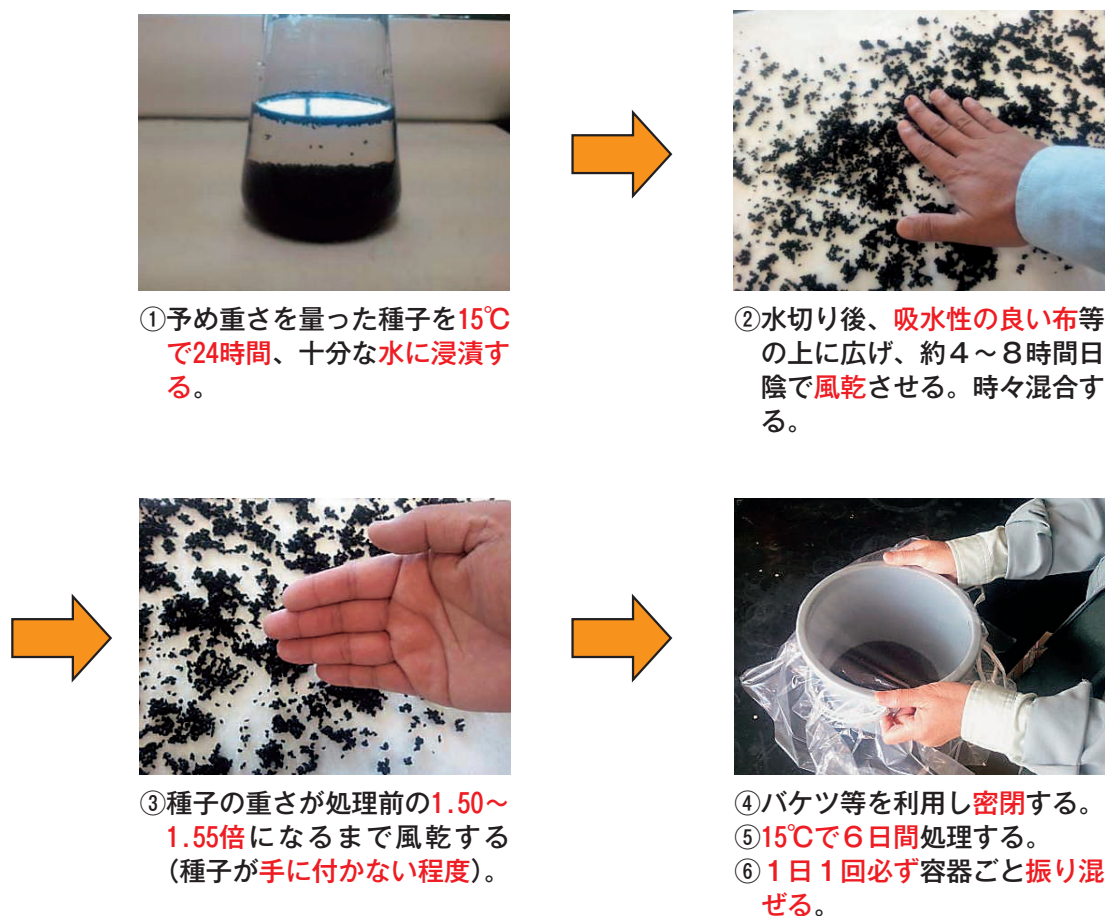 ①予め重さを量った種子を15℃
で24時間、十分な水に浸漬す
る。
②水切り後、吸水性の良い布等
の上に広げ、約４～８時間日
陰で風乾させる。時々混合す
る。
③種子の重さが処理前の1.50～
1.55倍になるまで風乾する
（種子が手に付かない程度）。
④バケツ等を利用し密閉する。
⑤15℃で６日間処理する。
⑥１日１回必ず容器ごと振り混
ぜる。